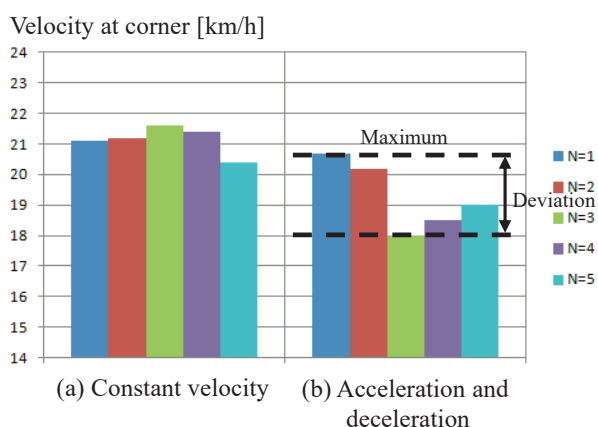 Velocity at corner [km/h]
24
23
22
21
20
19
18
17
16
15
14
Maximum
Deviation
N=1
N=2
N=3
N=4
N=5
(a) Constant velocity
(b) Acceleration and
deceleration